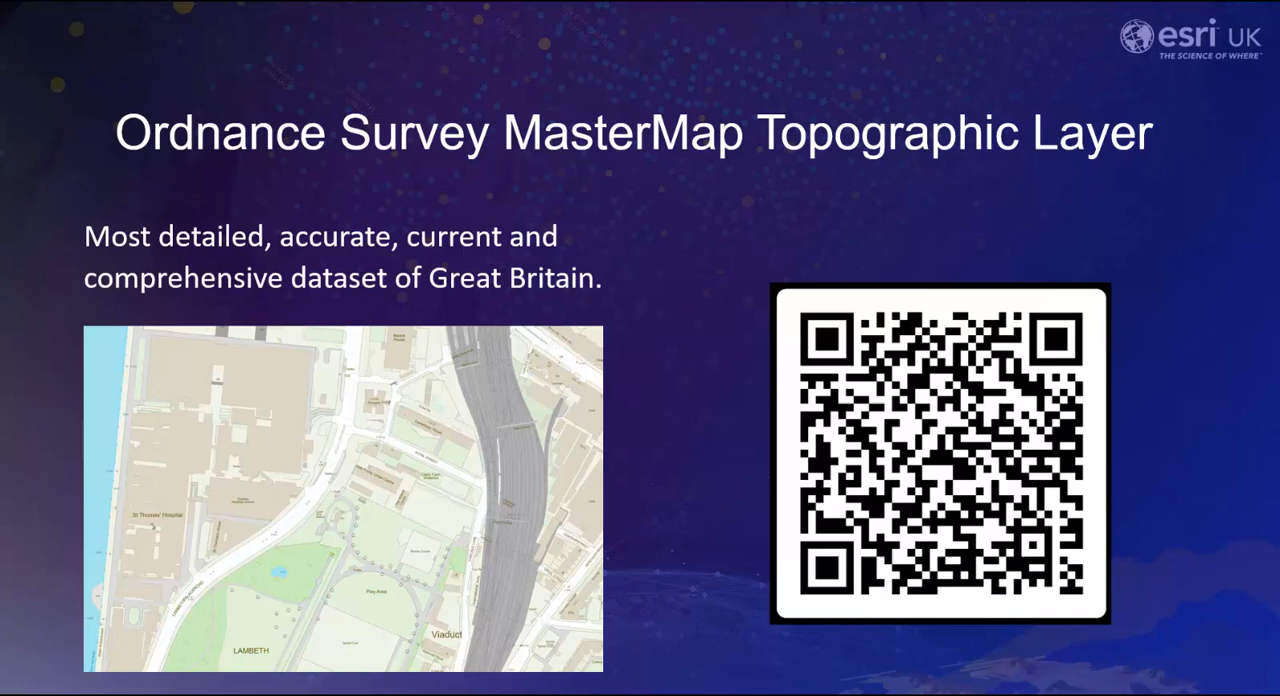 esri UK
THE SCIENCE OF WHERE™
Ordnance Survey MasterMap Topographic Layer
Most detailed, accurate, current and
comprehensive dataset of Great Britain.
St Thomas' Hospital
Play Area
Viaduct
LAMBETH